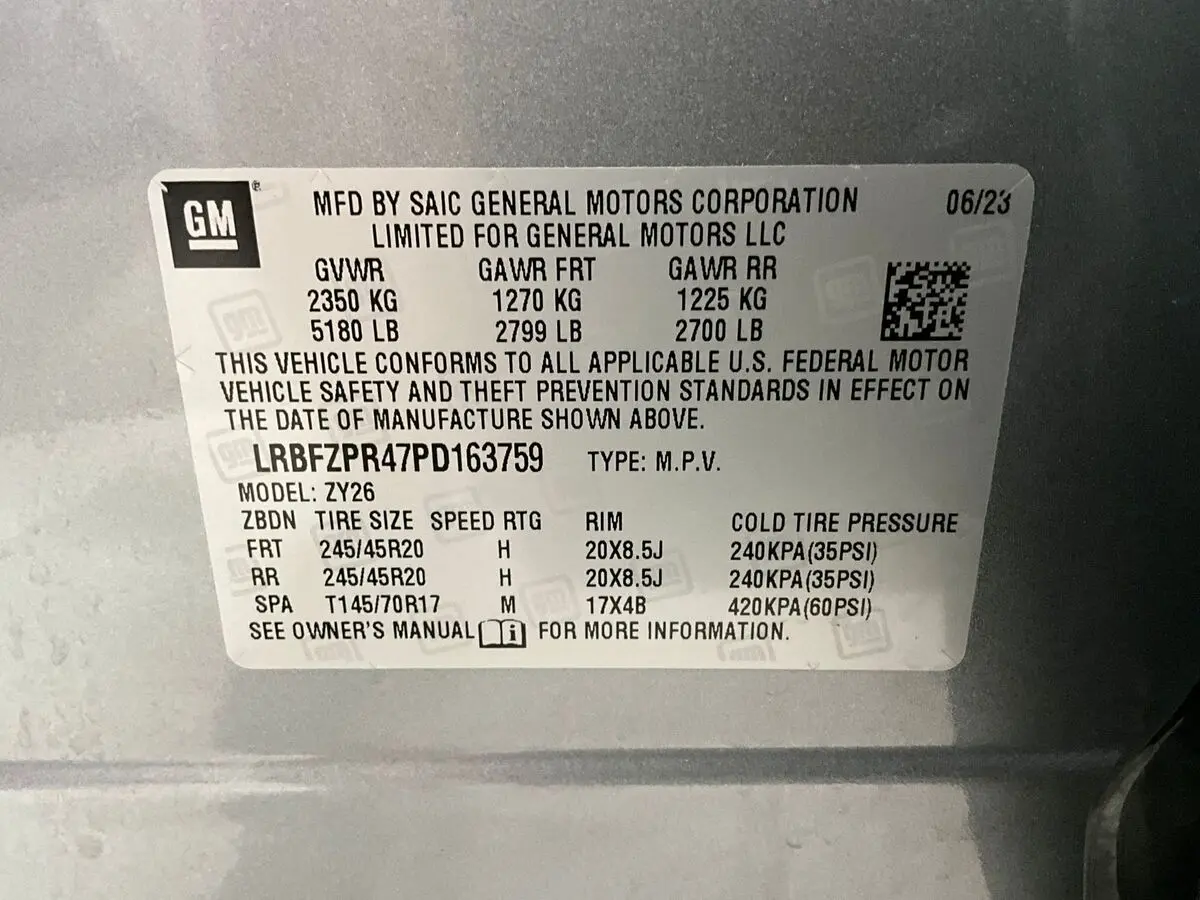 GM ® MFD BY SAIC GENERAL MOTORS CORPORATION 06/23
LIMITED FOR GENERAL MOTORS LLC
GVWR GAWR FRT GAWR RR
2350 KG 1270 KG 1225 KG
5180 LB 2799 LB 2700 LB
THIS VEHICLE CONFORMS TO ALL APPLICABLE U.S. FEDERAL MOTOR
VEHICLE SAFETY AND THEFT PREVENTION STANDARDS IN EFFECT ON
THE DATE OF MANUFACTURE SHOWN ABOVE.
LRBFZPR47PD163759 TYPE: M.P.V.
MODEL: ZY26
ZBDN TIRE SIZE SPEED RTG RIM COLD TIRE PRESSURE
FRT 245/45R20 H 20X8.5J 240KPA(35PSI)
RR 245/45R20 H 20X8.5J 240KPA(35PSI)
SPA T145/70R17 M 17X4B 420KPA(60PSI)
SEE OWNER'S MANUAL i FOR MORE INFORMATION.